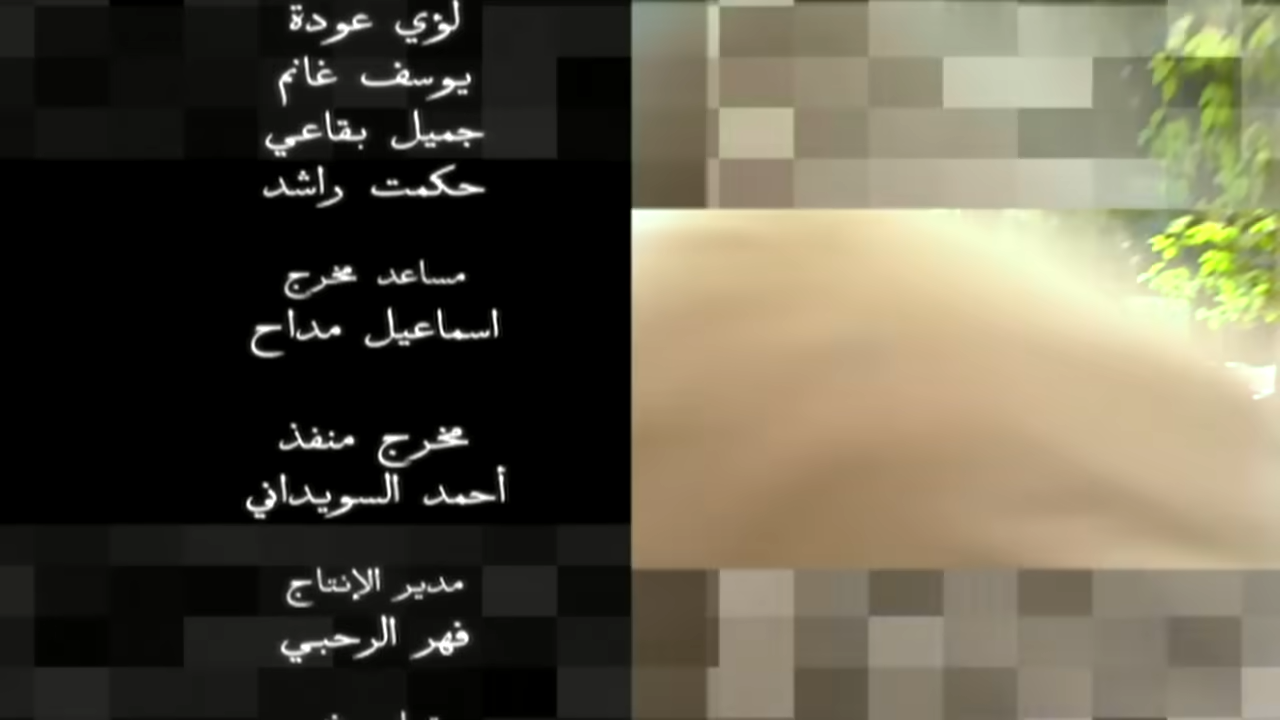 لؤي عودة
يوسف غانم
جميل بقاعي
حكمت راشد
مساعد مخرج
اسماعيل مداح
مخرج منفذ
أحمد السويداني
مدير الإنتاج
فهر الرحبي